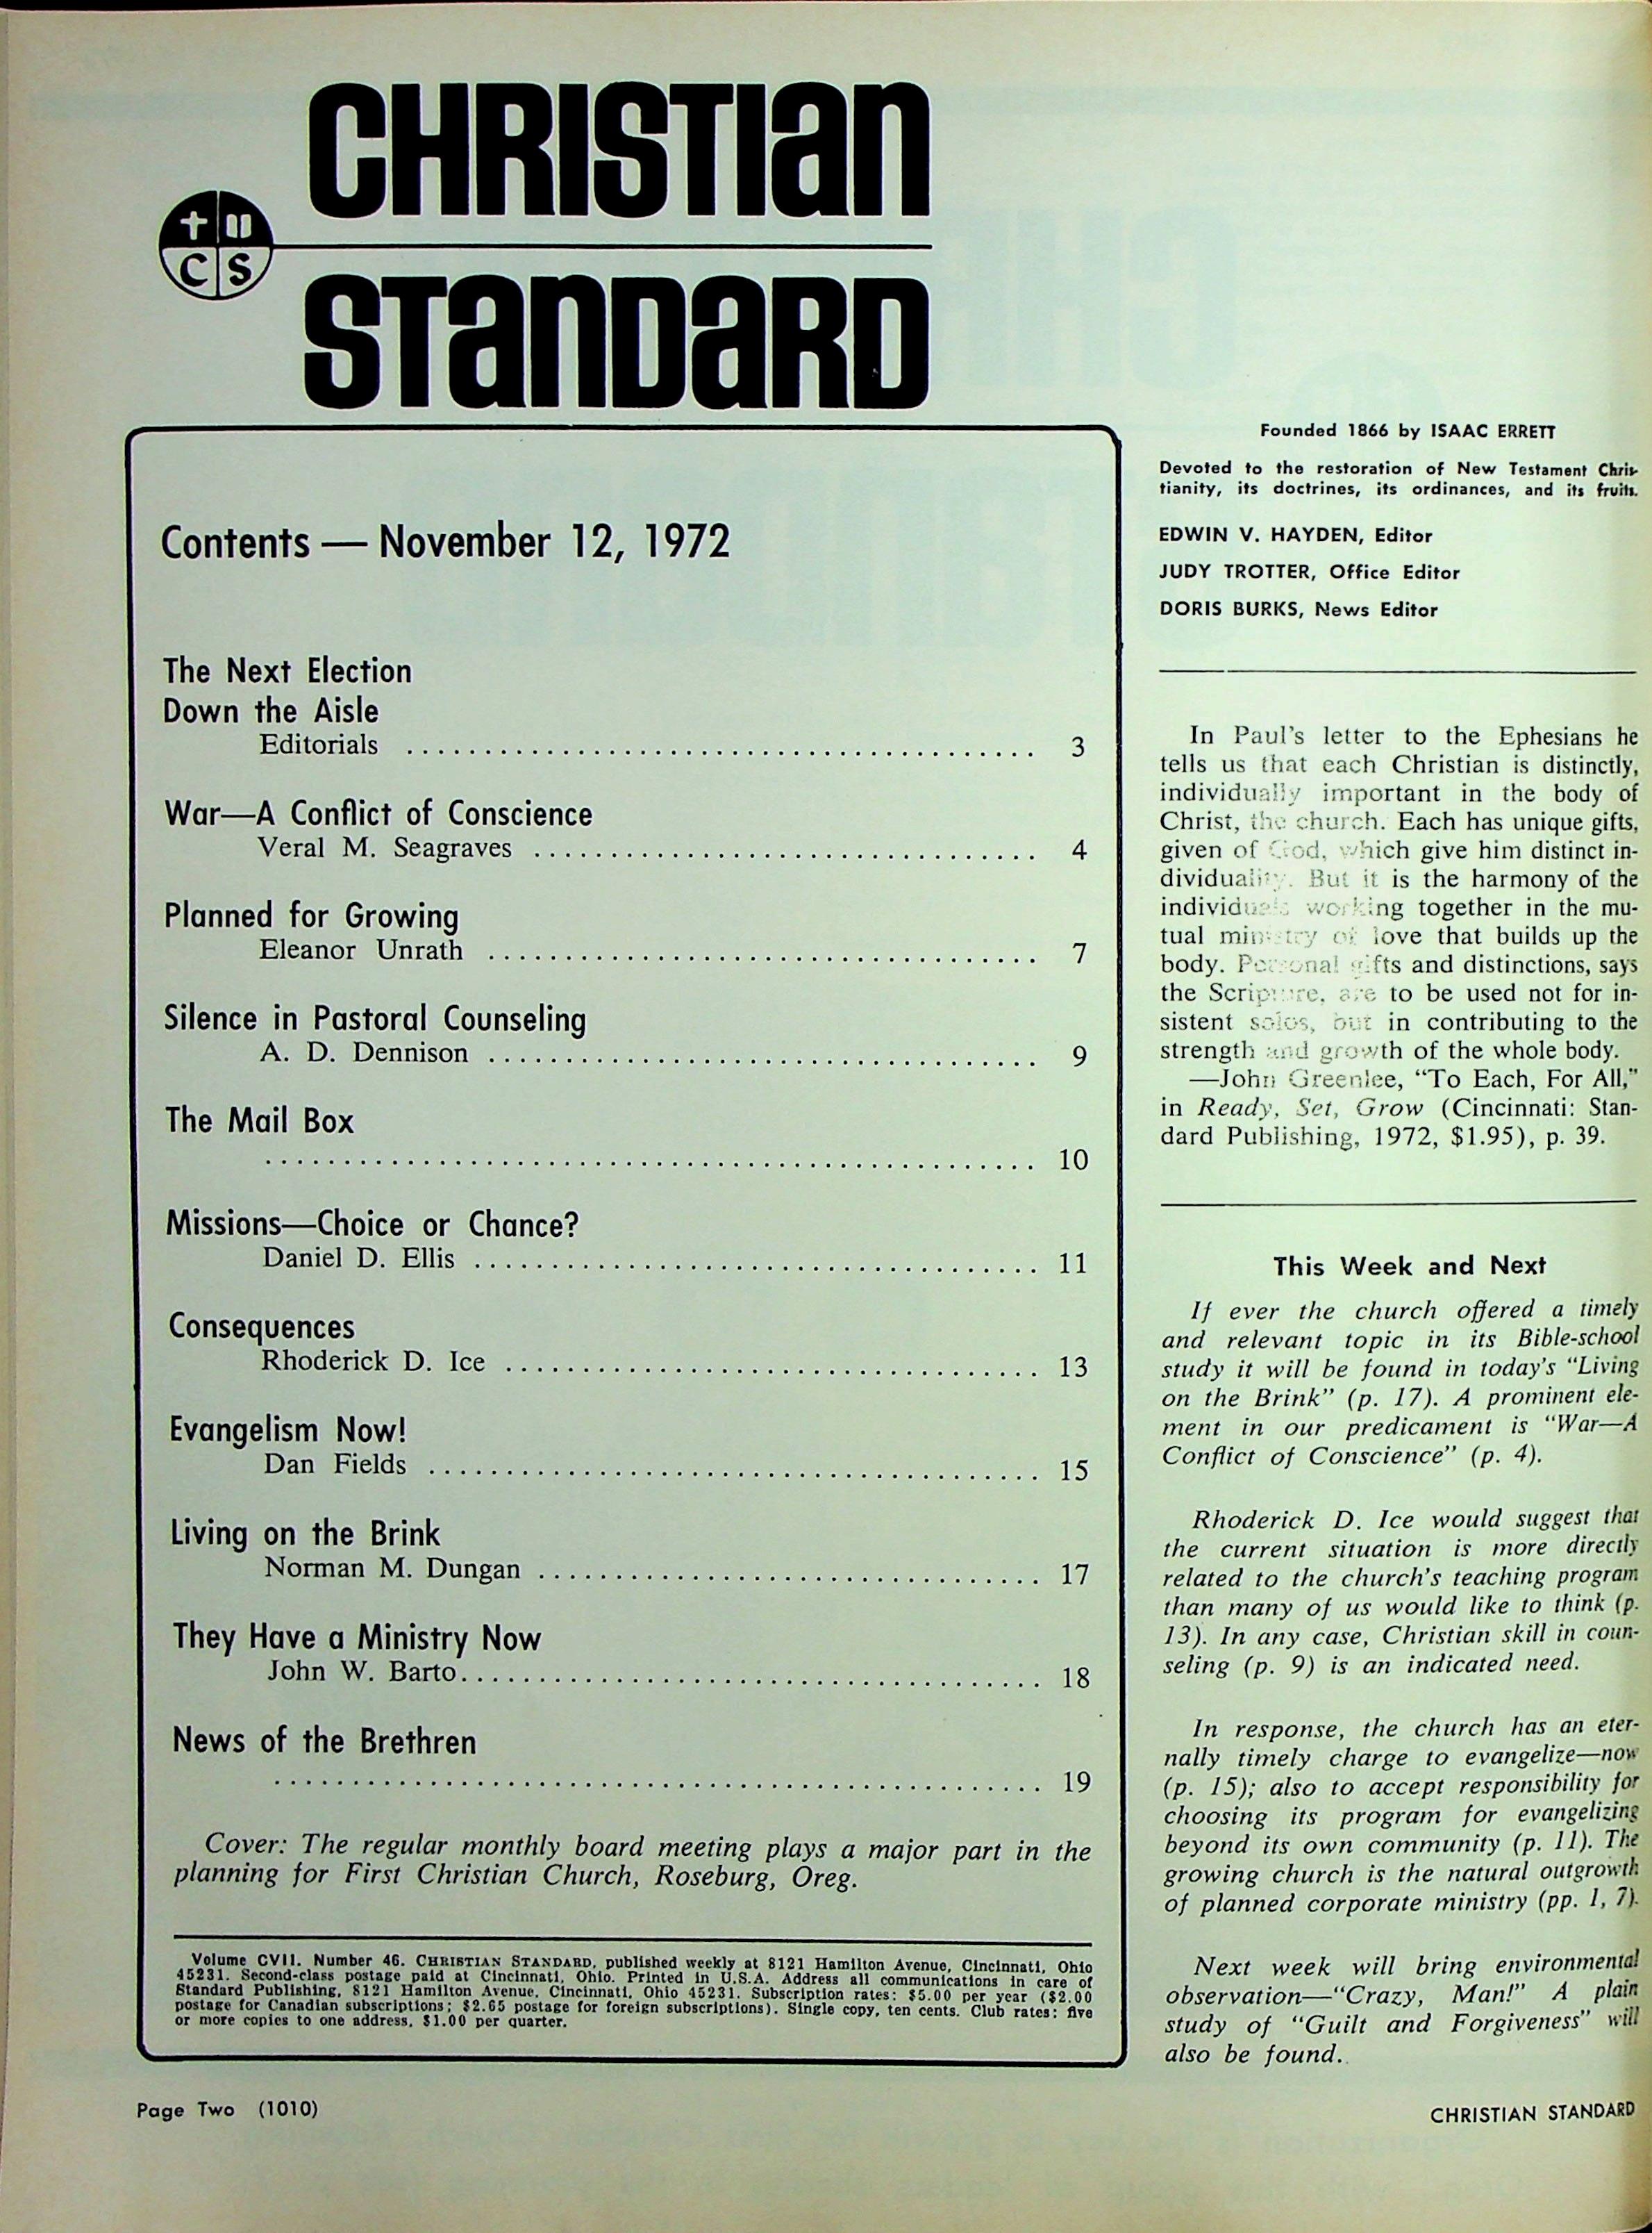 CHRISTIAN
STANDARD
CS
Contents — November 12, 1972
The Next Election
Down the Aisle
Editorials ........................................ 3
War—A Conflict of Conscience
Veral M. Seagraves ................................ 4
Planned for Growing
Eleanor Unrath ................................... 7
Silence in Pastoral Counseling
A. D. Dennison ................................... 9
The Mail Box
................................................. 10
Missions—Choice or Chance?
Daniel D. Ellis .................................... 11
Consequences
Rhoderick D. Ice .................................. 13
Evangelism Now!
Dan Fields ....................................... 15
Living on the Brink
Norman M. Dungan ................................ 17
They Have a Ministry Now
John W. Barto..................................... 18
News of the Brethren
................................................. 19
Cover: The regular monthly board meeting plays a major part in the
planning for First Christian Church, Roseburg, Oreg.
Volume CVII. Number 46. CHRISTIAN STANDARD, published weekly at 8121 Hamilton Avenue, Cincinnati, Ohio
45231. Second-class postage paid at Cincinnati, Ohio. Printed in U.S.A. Address all communications in care of
Standard Publishing, 8121 Hamilton Avenue, Cincinnati, Ohio 45231. Subscription rates: $5.00 per year ($2.00
postage for Canadian subscriptions; $2.65 postage for foreign subscriptions). Single copy, ten cents. Club rates: five
or more copies to one address, $1.00 per quarter.
Founded 1866 by ISAAC ERRETT
Devoted to the restoration of New Testament Chris-
tianity, its doctrines, its ordinances, and its fruits.
EDWIN V. HAYDEN, Editor
JUDY TROTTER, Office Editor
DORIS BURKS, News Editor
In Paul's letter to the Ephesians he
tells us that each Christian is distinctly,
individually important in the body of
Christ, the church. Each has unique gifts,
given of God, which give him distinct in-
dividuality. But it is the harmony of the
individuals working together in the mu-
tual ministry of love that builds up the
body. Personal gifts and distinctions, says
the Scripture, are to be used not for in-
sistent solos, but in contributing to the
strength and growth of the whole body.
—John Greenlee, "To Each, For All,"
in Ready, Set, Grow (Cincinnati: Stan-
dard Publishing, 1972, $1.95), p. 39.
This Week and Next
If ever the church offered a timely
and relevant topic in its Bible-school
study it will be found in today's "Living
on the Brink" (p. 17). A prominent ele-
ment in our predicament is "War—A
Conflict of Conscience" (p. 4).
Rhoderick D. Ice would suggest that
the current situation is more directly
related to the church's teaching program
than many of us would like to think (p.
13). In any case, Christian skill in coun-
seling (p. 9) is an indicated need.
In response, the church has an eter-
nally timely charge to evangelize—now
(p. 15); also to accept responsibility for
choosing its program for evangelizing
beyond its own community (p. 11). The
growing church is the natural outgrowth
of planned corporate ministry (pp. 1, 7).
Next week will bring environmental
observation—"Crazy, Man!" A plain
study of "Guilt and Forgiveness" will
also be found.
Page Two (1010)
CHRISTIAN STANDARD